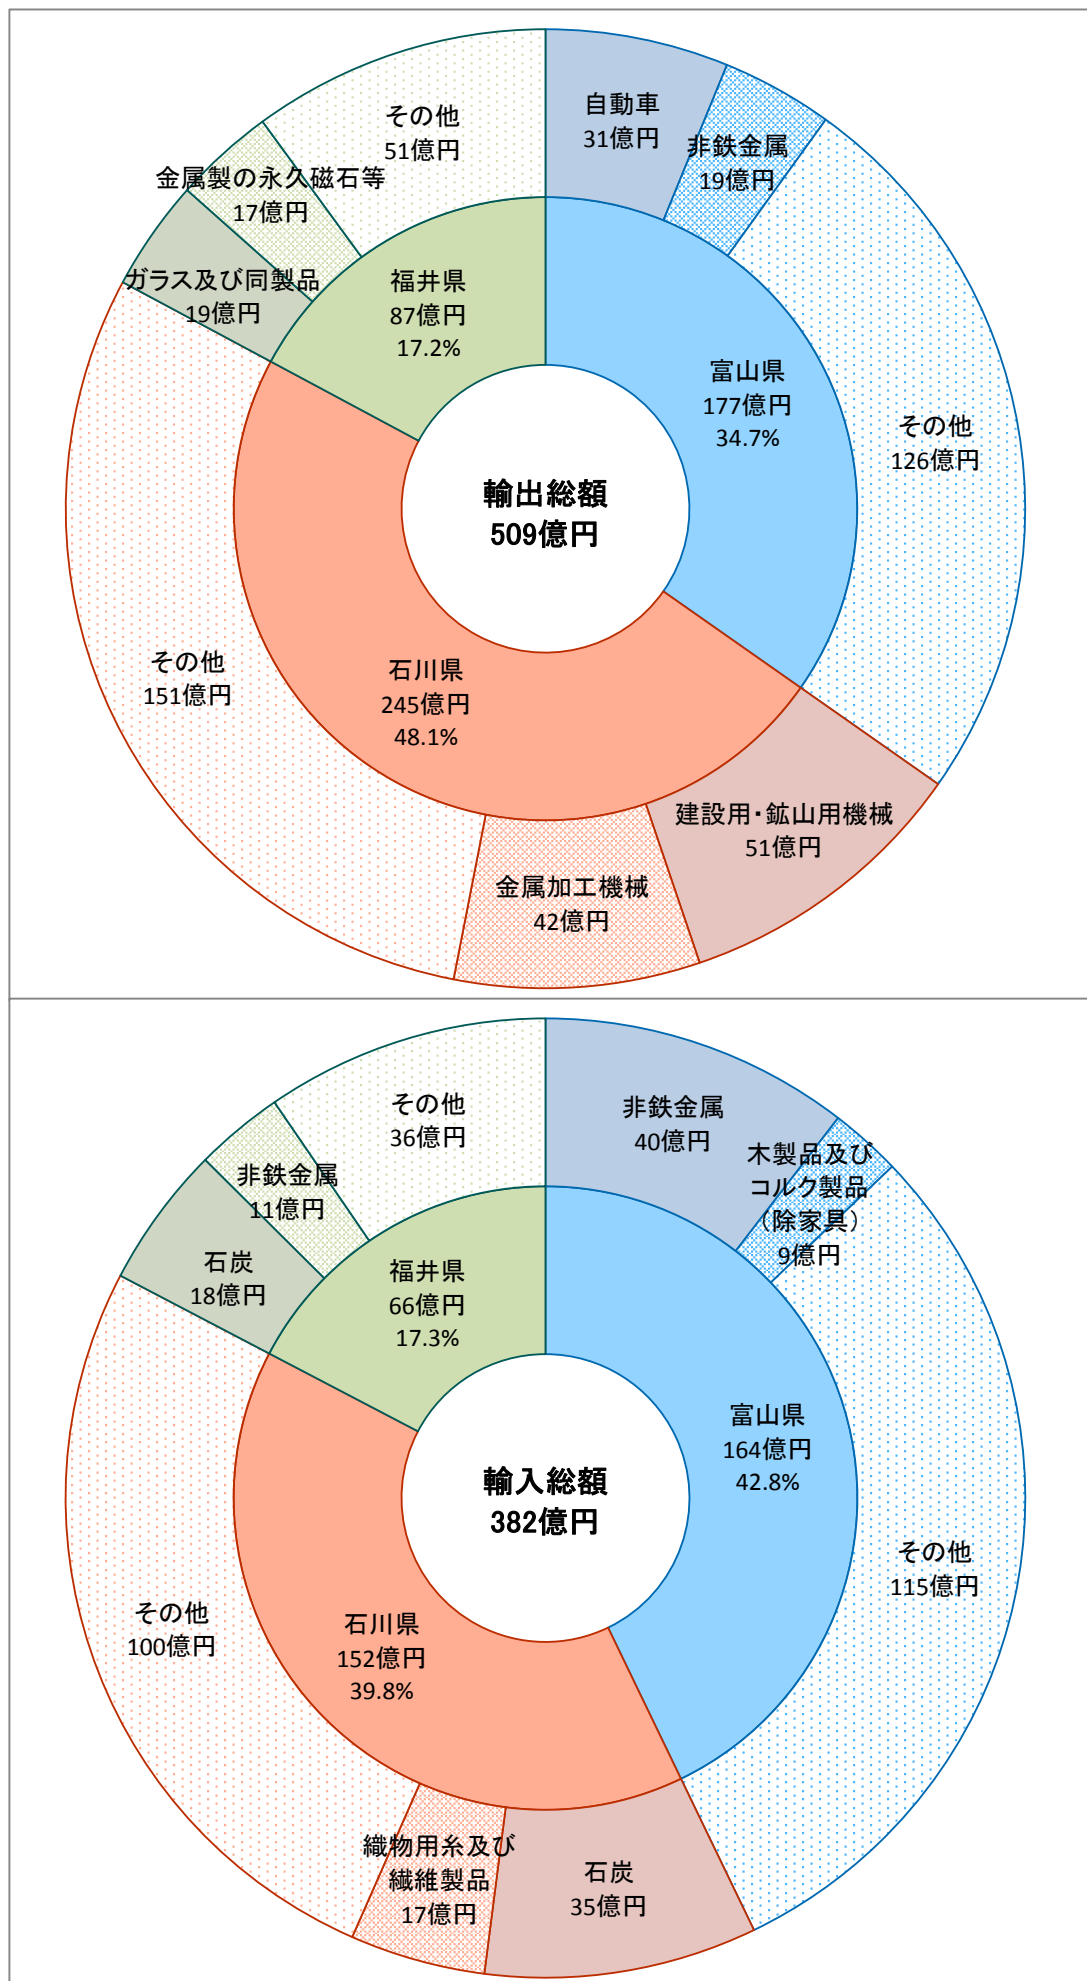 自動車
31億円
非鉄金属
19億円
その他
126億円
富山県
177億円
34.7%
建設用・鉱山用機械
51億円
金属加工機械
42億円
その他
151億円
石川県
245億円
48.1%
ガラス及び同製品
19億円
金属製の永久磁石等
17億円
その他
51億円
福井県
87億円
17.2%
輸出総額
509億円
非鉄金属
40億円
木製品及び
コルク製品
（除家具）
9億円
その他
115億円
富山県
164億円
42.8%
石炭
35億円
織物用糸及び
繊維製品
17億円
その他
100億円
石川県
152億円
39.8%
石炭
18億円
非鉄金属
11億円
その他
36億円
福井県
66億円
17.3%
輸入総額
382億円